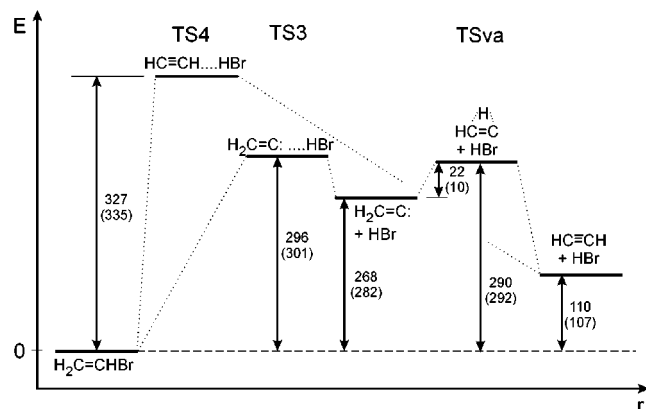 E
TS4
TS3
TSva
HC≡CH....HBr
H
HC=C
+ HBr
H₂C=C: ....HBr
22
(10)
327
(335)
H₂C=C:
+ HBr
HC≡CH
+ HBr
296
(301)
268
(282)
290
(292)
110
(107)
0
H₂C=CHBr
r